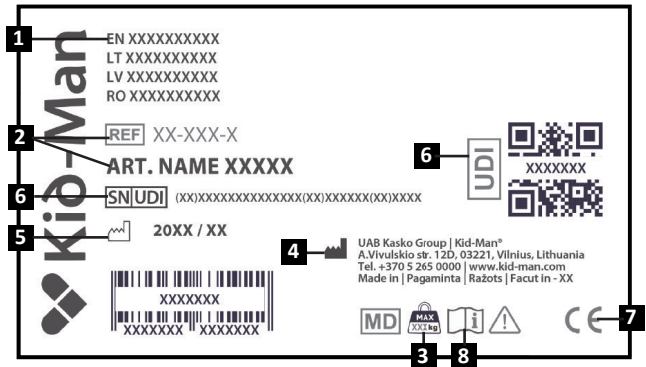 1
EN XXXXXXXXXX
LT XXXXXXXXXX
LV XXXXXXXXXX
RO XXXXXXXXXX
Kid-Man
2
REF XX-XXX-X
ART. NAME XXXXX
6
SN UDI (XX)XXXXXXXXXXXXXX(XX)XXXXXX(XX)XXXX
6
UDI
XXXXXXX
5
20XX / XX
4
UAB Kasko Group | Kid-Man®
A.Vivulskio str. 12D, 03221, Vilnius, Lithuania
Tel. +370 5 265 0000 | www.kid-man.com
Made in | Pagaminta | Ražots | Facut in - XX
XXXXXXX
XXXXXXX XXXXXXX
MD
MAX
XXX kg
i
!
CE
7
3
8